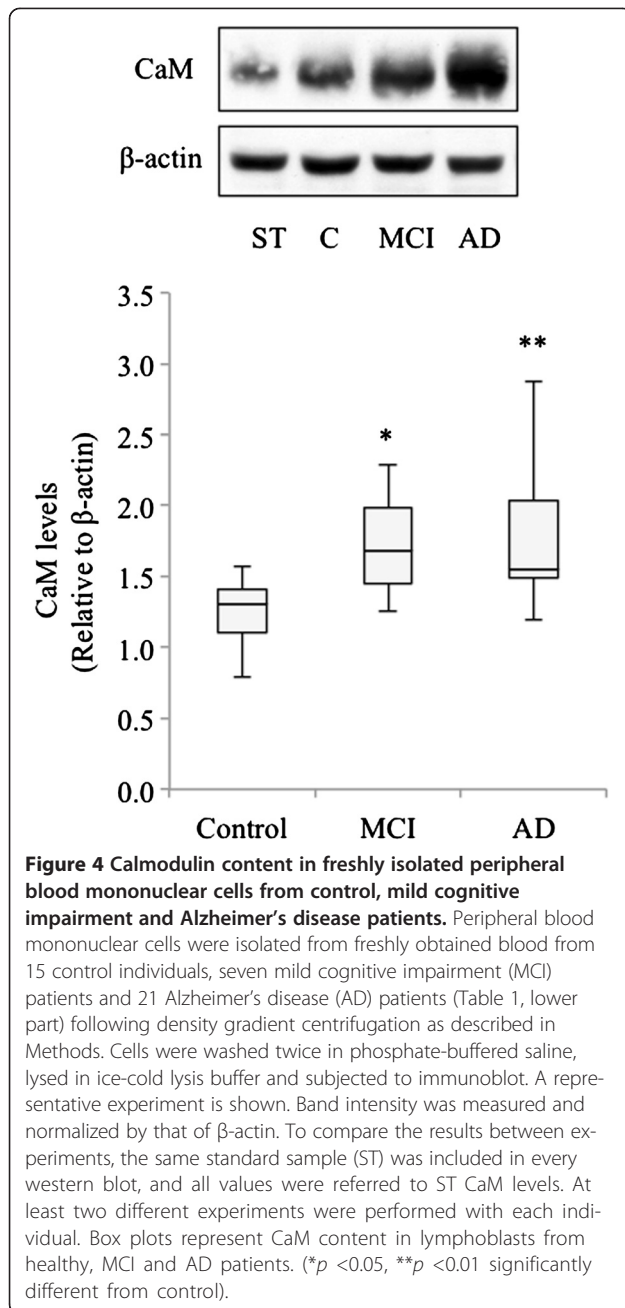 CaM
β-actin
ST C MCI AD
3.5
3.0
2.5
2.0
1.5
1.0
0.5
0.0
CaM levels
(Relative to β-actin)
*
**
Control MCI AD
Figure 4 Calmodulin content in freshly isolated peripheral
blood mononuclear cells from control, mild cognitive
impairment and Alzheimer's disease patients. Peripheral blood
mononuclear cells were isolated from freshly obtained blood from
15 control individuals, seven mild cognitive impairment (MCI)
patients and 21 Alzheimer's disease (AD) patients (Table 1, lower
part) following density gradient centrifugation as described in
Methods. Cells were washed twice in phosphate-buffered saline,
lysed in ice-cold lysis buffer and subjected to immunoblot. A repre-
sentative experiment is shown. Band intensity was measured and
normalized by that of β-actin. To compare the results between ex-
periments, the same standard sample (ST) was included in every
western blot, and all values were referred to ST CaM levels. At
least two different experiments were performed with each indi-
vidual. Box plots represent CaM content in lymphoblasts from
healthy, MCI and AD patients. (*p <0.05, **p <0.01 significantly
different from control).